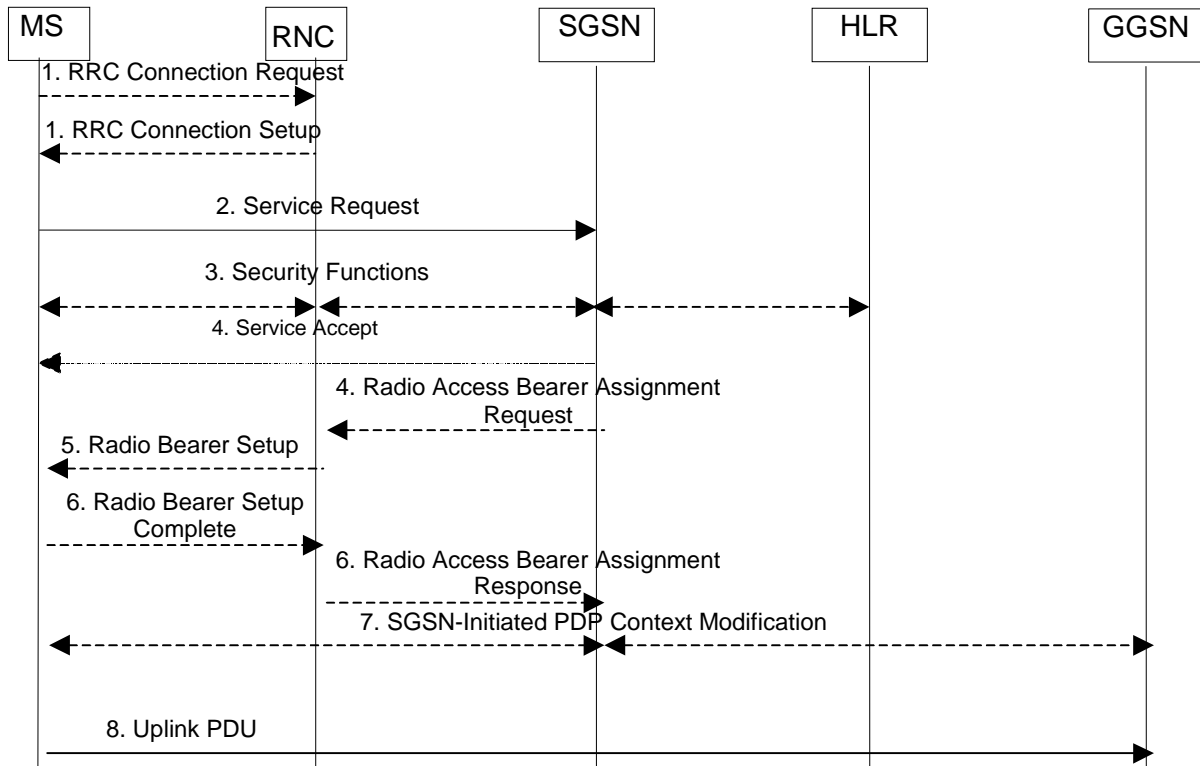 MS
RNC
SGSN
HLR
GGSN
1. RRC Connection Request
1. RRC Connection Setup
2. Service Request
3. Security Functions
4. Service Accept
4. Radio Access Bearer Assignment
Request
5. Radio Bearer Setup
6. Radio Bearer Setup
Complete
6. Radio Access Bearer Assignment
Response
7. SGSN-Initiated PDP Context Modification
8. Uplink PDU